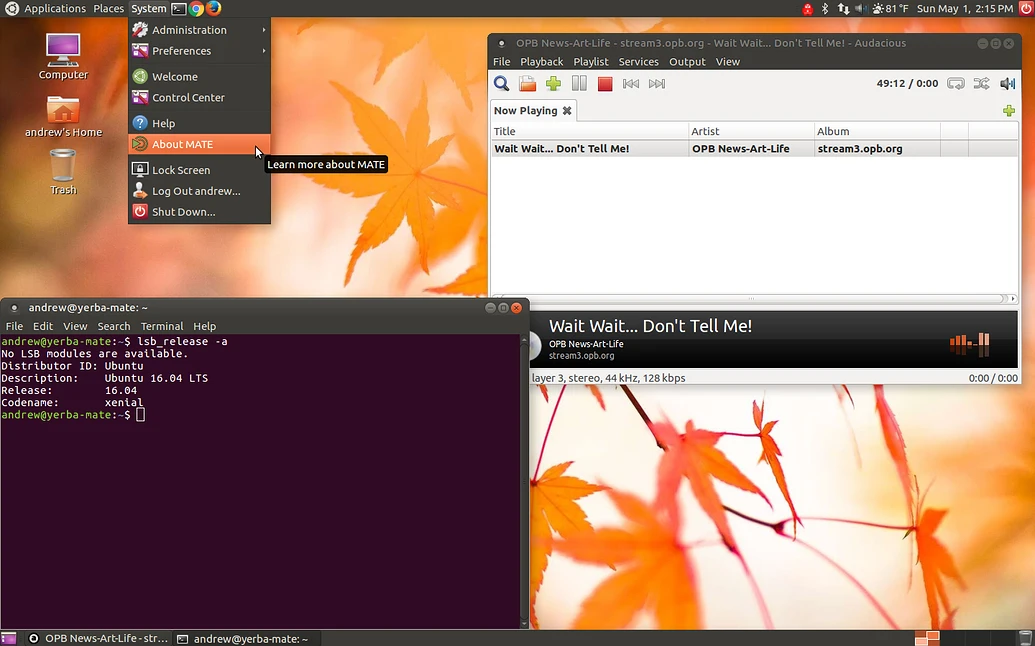 Applications Places System
81 °F Sun May 1, 2:15 PM
Administration
Preferences
Welcome
Control Center
Help
About MATE
Lock Screen
Log Out andrew...
Shut Down...
Learn more about MATE
Computer
andrew's Home
Trash
OPB News-Art-Life - stream3.opb.org - Wait Wait... Don't Tell Me! - Audacious
File Playback Playlist Services Output View
49:12 / 0:00
Now Playing
Title Artist Album
Wait Wait... Don't Tell Me! OPB News-Art-Life stream3.opb.org
Wait Wait... Don't Tell Me!
OPB News-Art-Life
stream3.opb.org
layer 3, stereo, 44 kHz, 128 kbps 0:00 / 0:00
andrew@yerba-mate: ~
File Edit View Search Terminal Help
andrew@yerba-mate:~$ lsb_release -a
No LSB modules are available.
Distributor ID: Ubuntu
Description: Ubuntu 16.04 LTS
Release: 16.04
Codename: xenial
andrew@yerba-mate:~$
OPB News-Art-Life - str... andrew@yerba-mate: ~